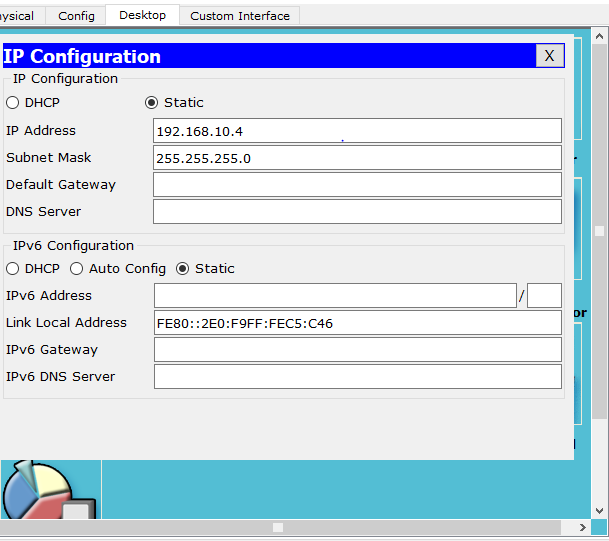 ysical Config Desktop Custom Interface
IP Configuration X
IP Configuration
DHCP Static
IP Address 192.168.10.4
Subnet Mask 255.255.255.0
Default Gateway
DNS Server
IPv6 Configuration
DHCP Auto Config Static
IPv6 Address /
Link Local Address FE80::2E0:F9FF:FEC5:C46
or
IPv6 Gateway
IPv6 DNS Server